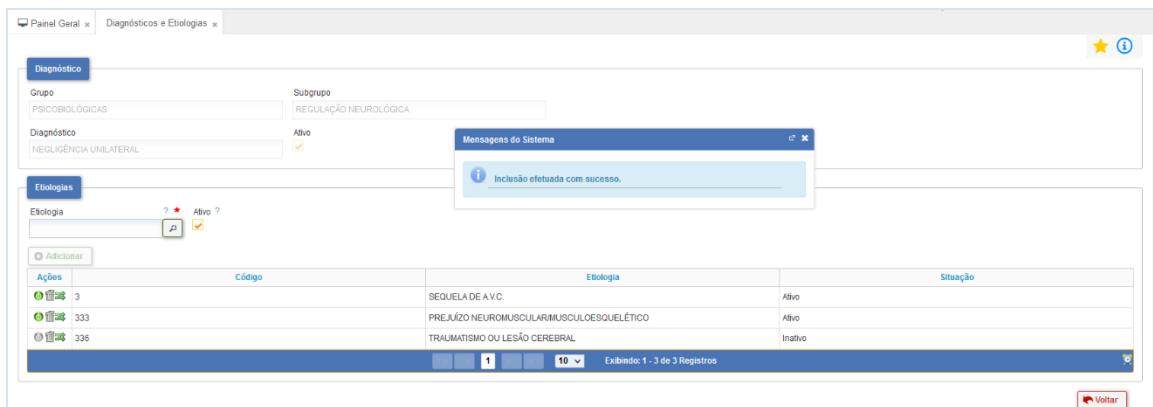 Painel Geral x Diagnósticos e Etiologias x
Diagnóstico
Grupo Subgrupo
PSICOBIOLÓGICAS REGULAÇÃO NEUROLÓGICA
Diagnóstico Ativo
NEGLIGÊNCIA UNILATERAL
Mensagens do Sistema
Inclusão efetuada com sucesso.
Etiologias
Etiologia ? * Ativo ?
Adicionar
Ações Código Etiologia Situação
3 SEQUELA DE A.V.C. Ativo
333 PREJUÍZO NEUROMUSCULAR/MUSCULOESQUELÉTICO Ativo
336 TRAUMATISMO OU LESÃO CEREBRAL Inativo
1 10 Exibindo: 1 - 3 de 3 Registros
Voltar